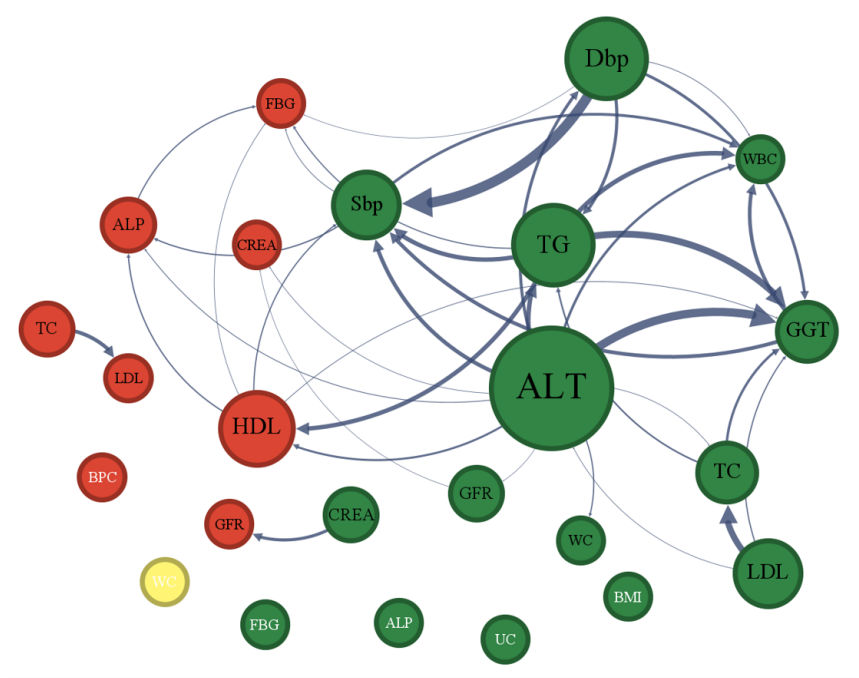 Dbp
FBG
WBC
Sbp
ALP
CREA
TG
TC
GGT
LDL
ALT
HDL
TC
BPC
GFR
CREA
GFR
WC
LDL
WC
BMI
FBG
ALP
UC